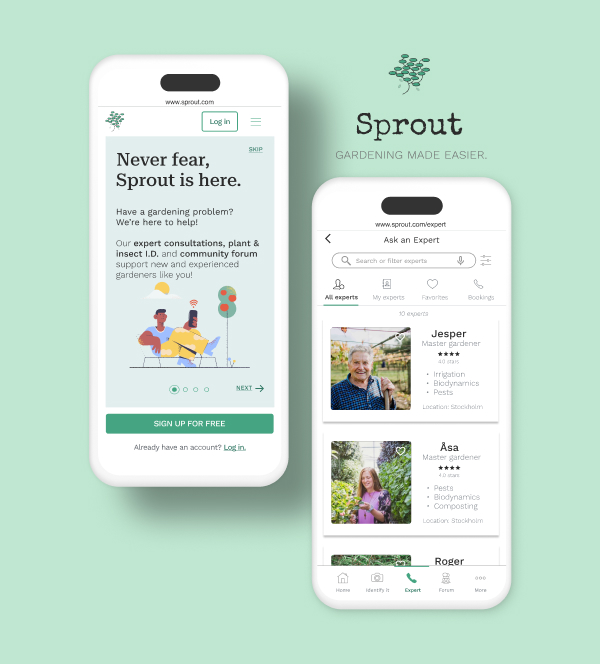 www.sprout.com
Log in
SKIP
Never fear,
Sprout is here.
Have a gardening problem?
We're here to help!
Our expert consultations, plant &
insect I.D. and community forum
support new and experienced
gardeners like you!
NEXT
SIGN UP FOR FREE
Already have an account? Log in.
Sprout
GARDENING MADE EASIER.
www.sprout.com/expert
Ask an Expert
Search or filter experts
All experts
My experts
Favorites
Bookings
10 experts
Jesper
Master gardener
4.0 stars
• Irrigation
• Biodynamics
• Pests
Location: Stockholm
Åsa
Master gardener
4.0 stars
• Pests
• Biodynamics
• Composting
Location: Stockholm
Roger
Home
Identify It
Expert
Forum
More